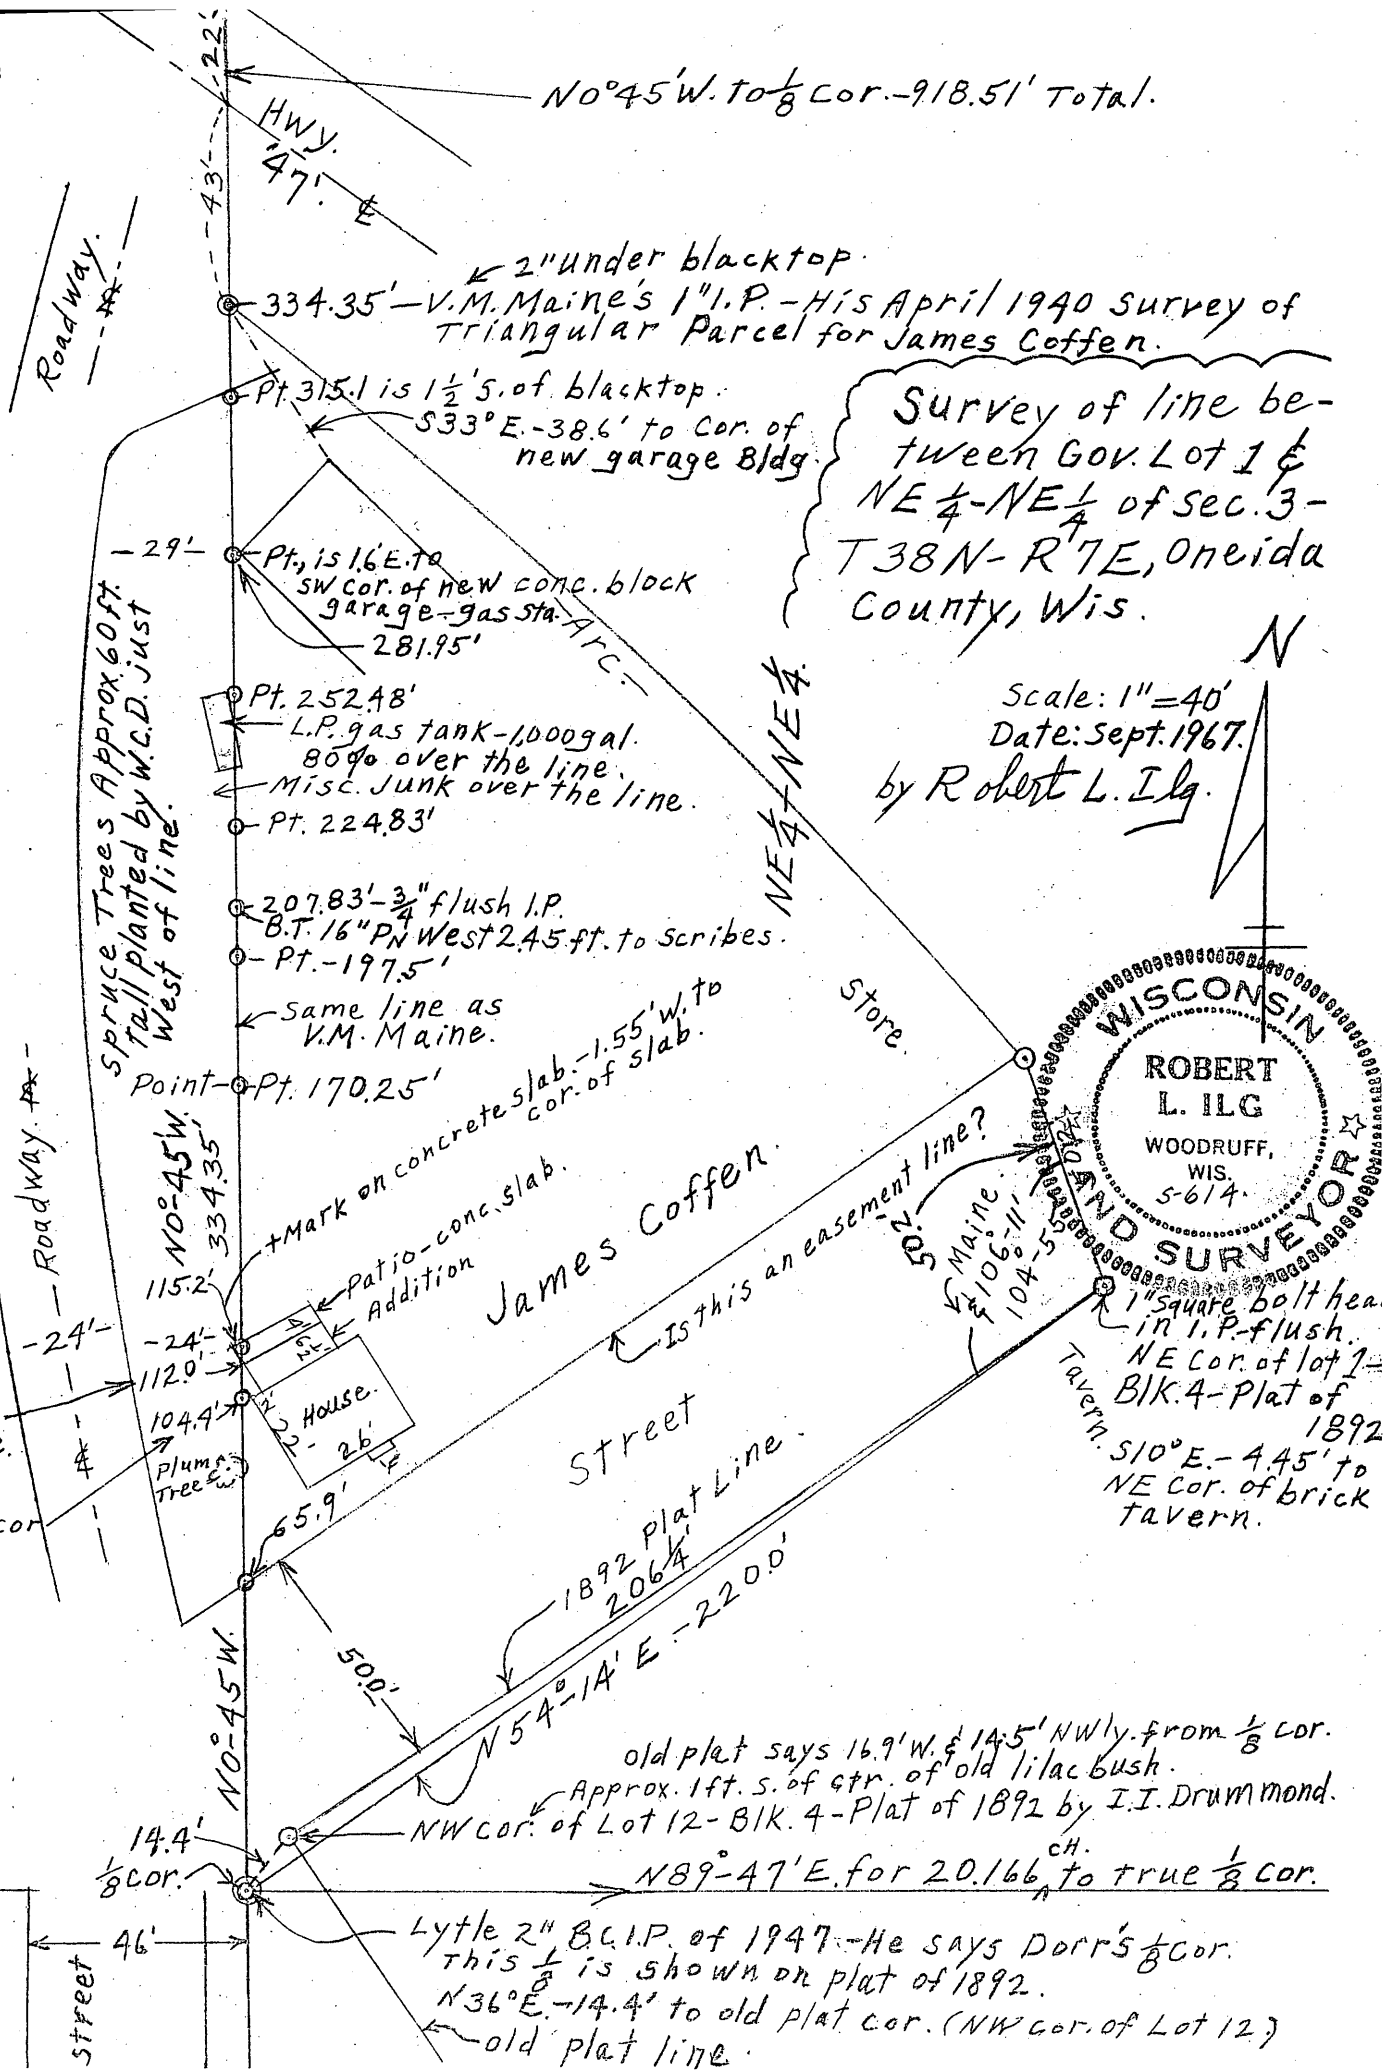 22'
N0°45'W. to 1/8 Cor.-918.51' Total.
Hwy.
"47".
℄
43'
Roadway.
2" under blacktop.
334.35'-V.M. Maine's 1" I.P.-His April 1940 Survey of
Triangular Parcel for James Coffen.
Pt. 315.1 is 1 1/2' S. of blacktop.
S33°E.-38.6' to Cor. of
new garage Bldg.
Survey of line be-
tween Gov. Lot 1 &
NE 1/4-NE 1/4 of Sec. 3-
T38N-R7E, Oneida
County, Wis.
N
Scale: 1"=40'
Date: Sept. 1967.
by Robert L. Ilg.
-29'-
Pt., is 1.6'E. to
SW Cor. of new conc. block
garage-gas sta.
281.95'
Arc.
NE 1/4-NE 1/4.
Spruce Trees Approx. 60 ft.
Tall planted by W.C.D. just
West of line.
Pt. 252.48'
L.P. gas tank-1,000 gal.
80% over the line.
Misc. Junk over the line.
Pt. 224.83'
207.83'-3/4" flush I.P.
B.T. 16" PN West 2.45 ft. to scribes.
Pt.-197.5'
Same line as
V.M. Maine.
Point-Pt. 170.25'
N0°-45'W.
334.35'
+Mark on concrete slab-1.55' W. to
cor. of slab.
Store.
WISCONSIN
ROBERT
L. ILG
WOODRUFF,
WIS.
S-614.
LAND SURVEYOR
Roadway.
115.2'
Patio-conc. slab.
Addition
James Coffen.
Is this an easement line?
50.2'
Maine.
106-11'
-24'-
-24'-
112.0'
104.4'
Plum
Tree
House.
22'
26'
1" square bolt hea
in I.P.-flush.
NE Cor. of lot 1-
Blk. 4-Plat of
1892
Tavern.
S10°E.-4.45' to
NE Cor. of brick
tavern.
℄
cor
65.9'
Street
1892 Plat Line.
206 1/4'
N54°-14' E.-220.0'
50.0'
N0°-45'W.
old plat says 16.9' W. & 14.5' NWly. from 1/8 cor.
Approx. 1 ft. S. of ctr. of old lilac bush.
NW cor. of Lot 12-Blk. 4-Plat of 1892 by I.I. Drummond.
14.4'
1/8 Cor.
N89°-47'E. for 20.166 CH. to true 1/8 cor.
46'
Street
Lytle 2" B.C.I.P. of 1947-He says Dorr's 1/8 Cor.
This 1/8 is shown on plat of 1892.
N36°E.-14.4' to old plat cor. (NW cor. of Lot 12)
old plat line.